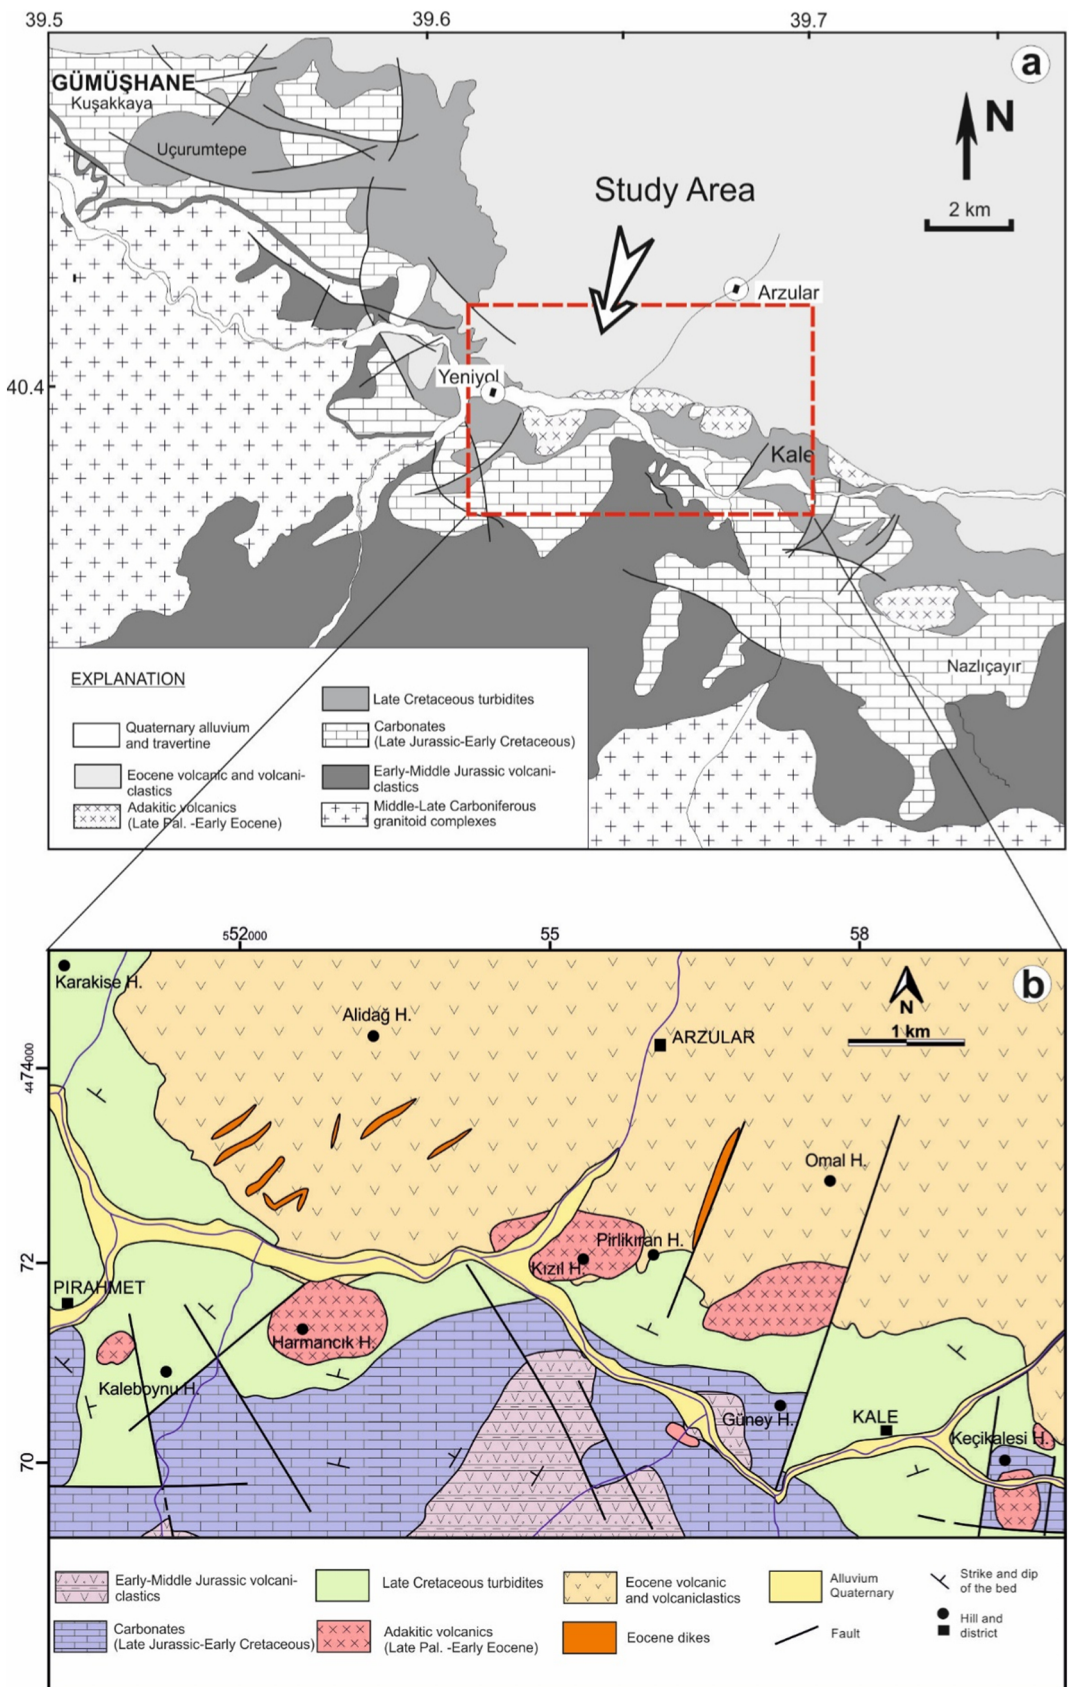 39.5 39.6 39.7
a
GÜMÜŞHANE
Kuşakkaya
N
Uçurumtepe
Study Area
2 km
Arzular
Yeniyol
40.4
Kale
Nazlıçayır
EXPLANATION
Quaternary alluvium
and travertine
Eocene volcanic and volcani-
clastics
Adakitic volcanics
(Late Pal. -Early Eocene)
Late Cretaceous turbidites
Carbonates
(Late Jurassic-Early Cretaceous)
Early-Middle Jurassic volcani-
clastics
Middle-Late Carboniferous
granitoid complexes
552000 55 58
b
Karakise H.
N
Alidağ H.
1 km
ARZULAR
4474000
Omal H.
Pirlikıran H.
72
Kızıl H.
PIRAHMET
Harmancık H.
Kaleboynu H.
Güney H.
KALE
Keçikalesi H.
70
Early-Middle Jurassic volcani-
clastics
Carbonates
(Late Jurassic-Early Cretaceous)
Late Cretaceous turbidites
Adakitic volcanics
(Late Pal. -Early Eocene)
Eocene volcanic
and volcaniclastics
Eocene dikes
Alluvium
Quaternary
Fault
Strike and dip
of the bed
Hill and
district